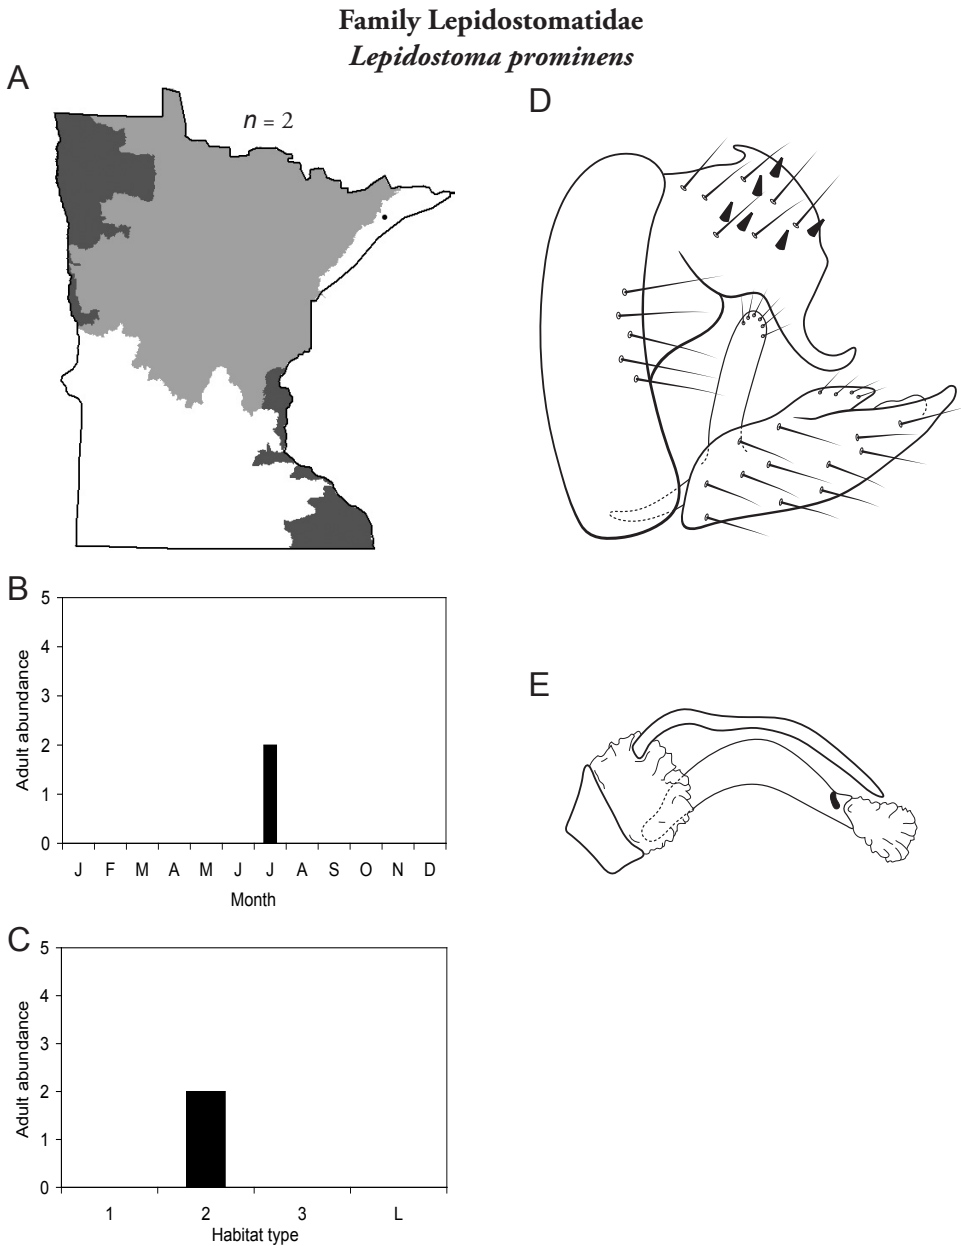 Family Lepidostomatidae
Lepidostoma prominens
A
n = 2
B
5
4
3
2
1
0
Adult abundance
J F M A M J J A S O N D
Month
C
5
4
3
2
1
0
Adult abundance
1 2 3 L
Habitat type
D
E